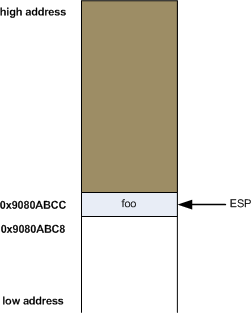 high address
0x9080ABCC
foo
ESP
0x9080ABC8
low address